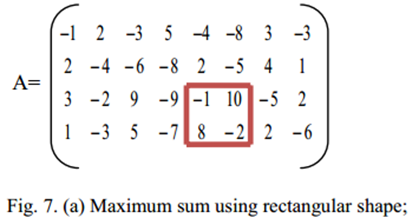 -1 2 -3 5 -4 -8 3 -3
2 -4 -6 -8 2 -5 4 1
A=
3 -2 9 -9 -1 10 -5 2
1 -3 5 -7 8 -2 2 -6
Fig. 7. (a) Maximum sum using rectangular shape;